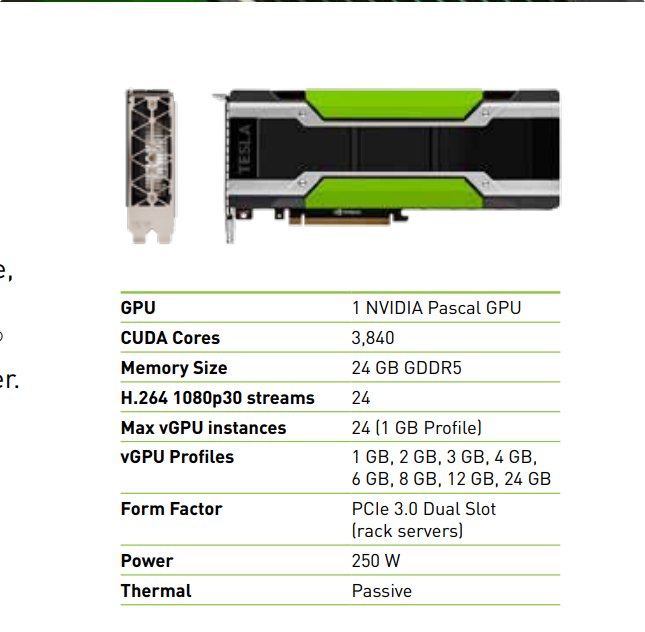 TESLA
e,
er.
GPU 1 NVIDIA Pascal GPU
CUDA Cores 3,840
Memory Size 24 GB GDDR5
H.264 1080p30 streams 24
Max vGPU instances 24 (1 GB Profile)
vGPU Profiles 1 GB, 2 GB, 3 GB, 4 GB,
6 GB, 8 GB, 12 GB, 24 GB
Form Factor PCIe 3.0 Dual Slot
(rack servers)
Power 250 W
Thermal Passive